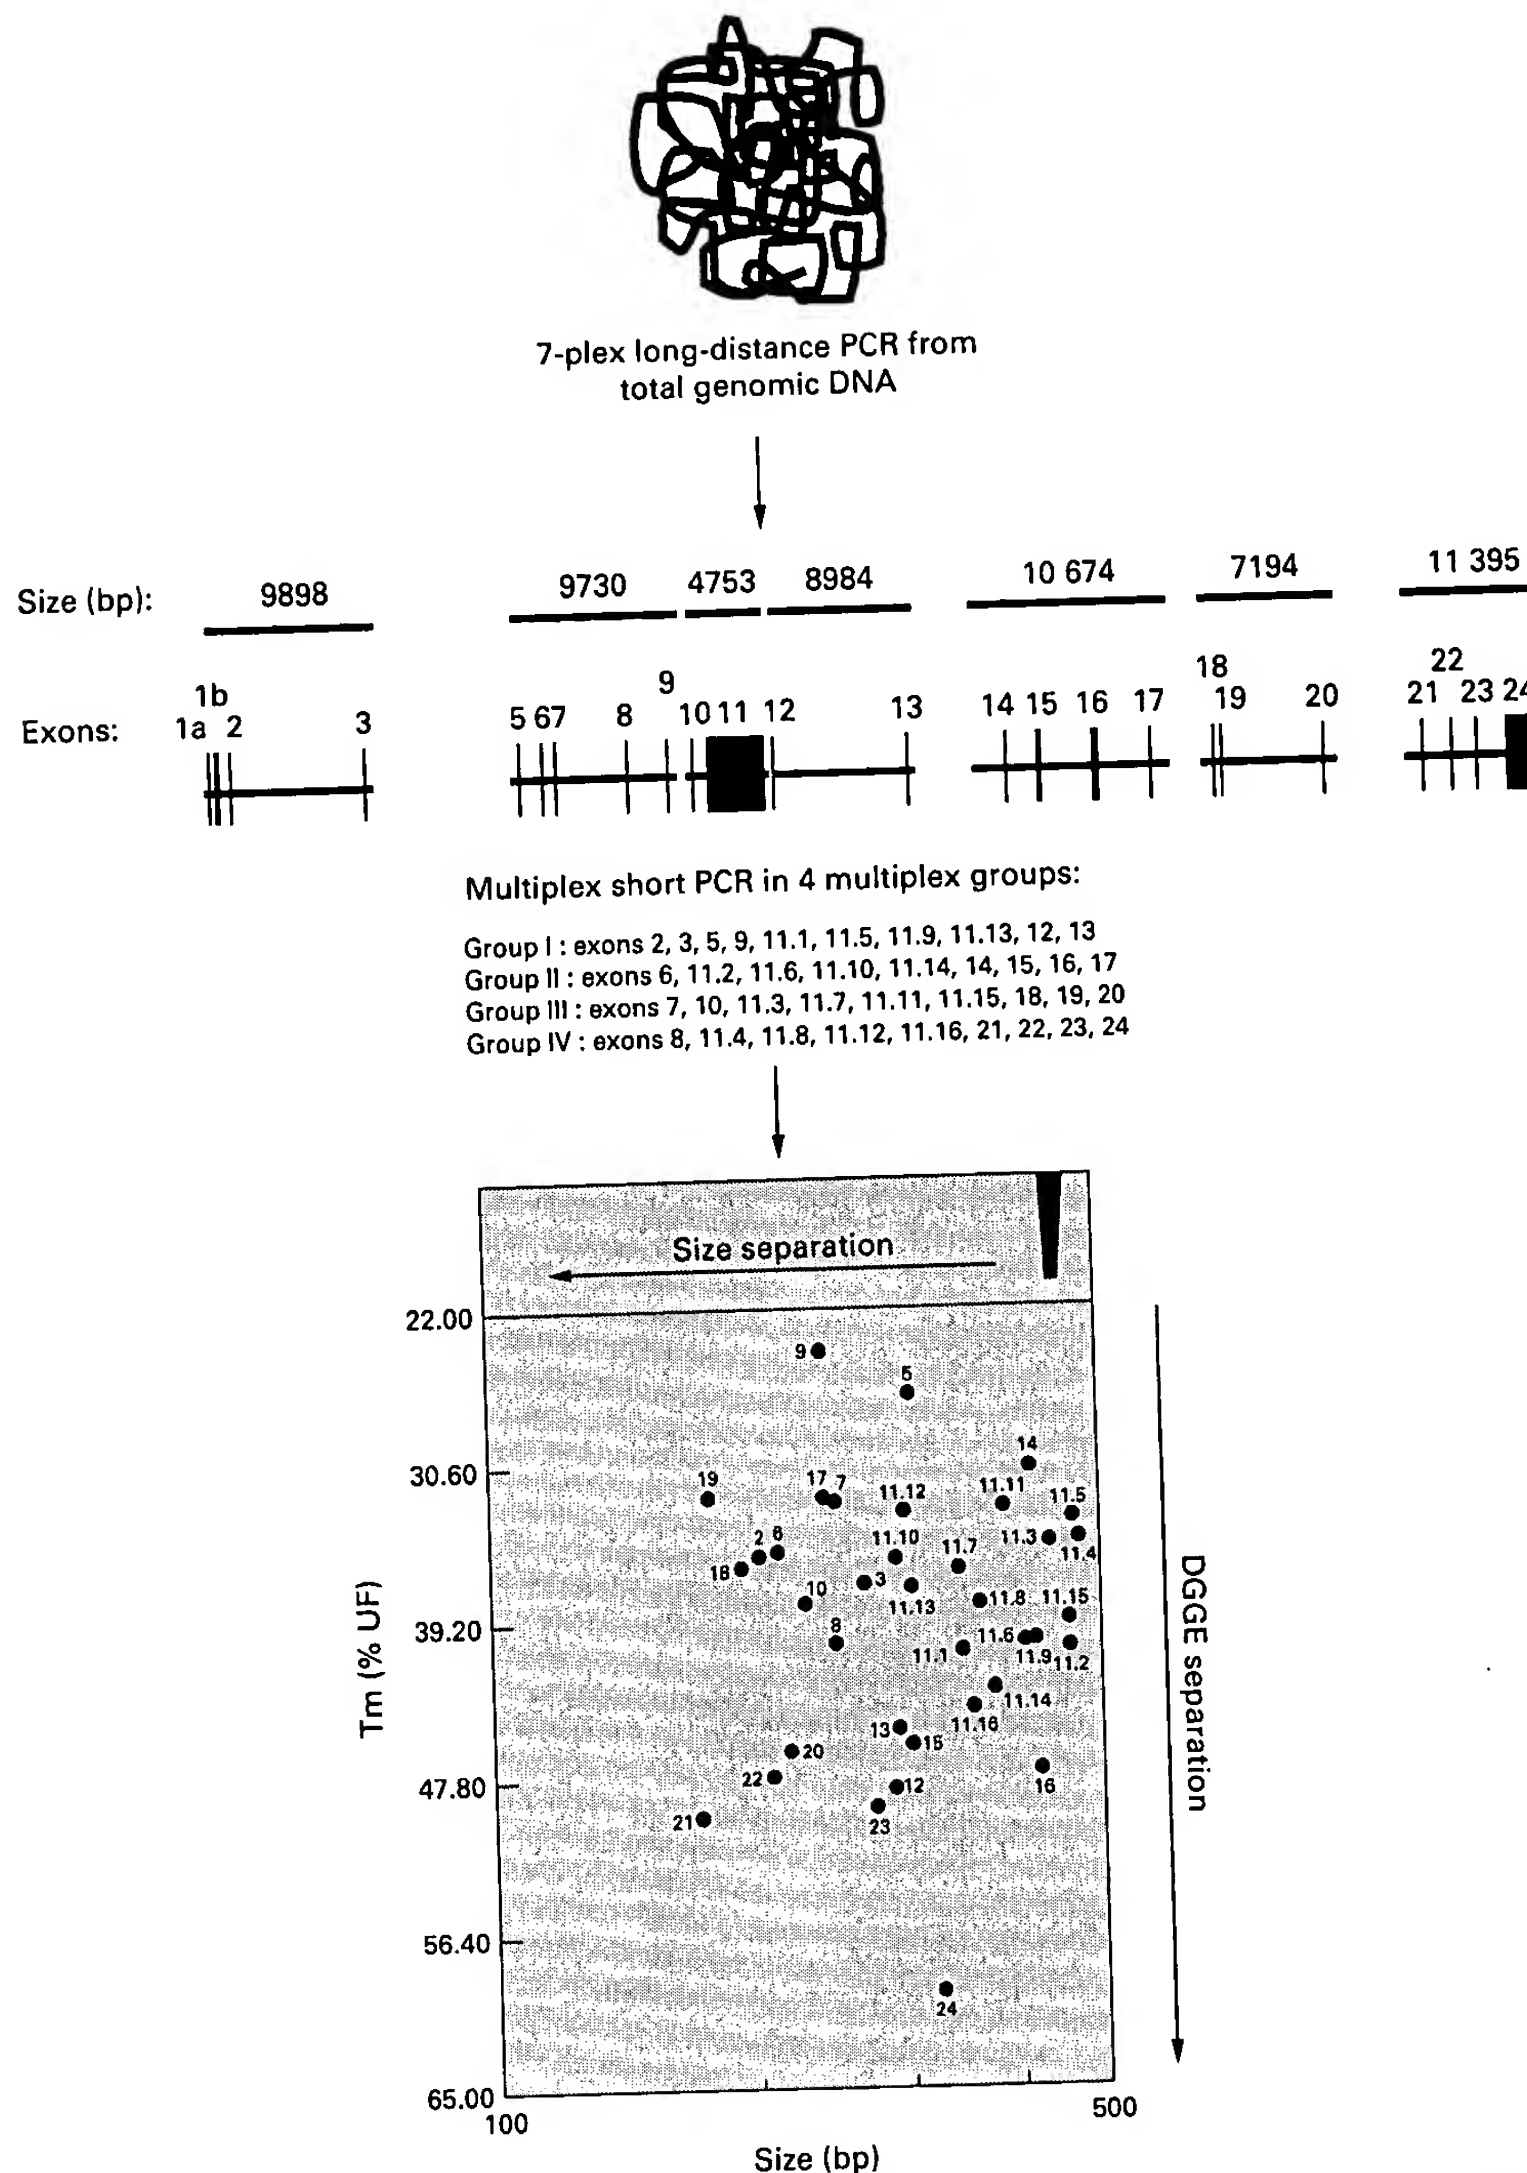 7-plex long-distance PCR from
total genomic DNA
Size (bp): 9898 9730 4753 8984 10 674 7194 11 395
1b 9 18 22
Exons: 1a 2 3 5 67 8 10 11 12 13 14 15 16 17 19 20 21 23 24
Multiplex short PCR in 4 multiplex groups:
Group I : exons 2, 3, 5, 9, 11.1, 11.5, 11.9, 11.13, 12, 13
Group II : exons 6, 11.2, 11.6, 11.10, 11.14, 14, 15, 16, 17
Group III : exons 7, 10, 11.3, 11.7, 11.11, 11.15, 18, 19, 20
Group IV : exons 8, 11.4, 11.8, 11.12, 11.16, 21, 22, 23, 24
Size separation
22.00
9
5
14
30.60
19 17 7 11.12 11.11 11.5
2 6 11.10 11.7 11.3 11.4
18 3
10 11.13 11.8 11.15
39.20
8 11.1 11.6 11.9 11.2
11.14
13 15 11.16
20
22 12 16
47.80
21 23
56.40
24
65.00
100 500
Size (bp)
Tm (% UF)
DGGE separation